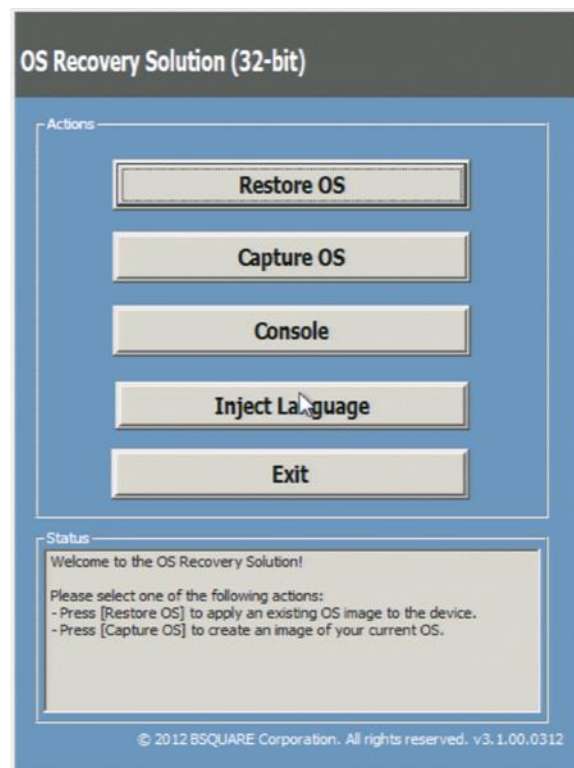 OS Recovery Solution (32-bit)
Actions
Restore OS
Capture OS
Console
Inject Language
Exit
Status
Welcome to the OS Recovery Solution!
Please select one of the following actions:
- Press [Restore OS] to apply an existing OS image to the device.
- Press [Capture OS] to create an image of your current OS.
© 2012 BSQUARE Corporation. All rights reserved. v3.1.00.0312